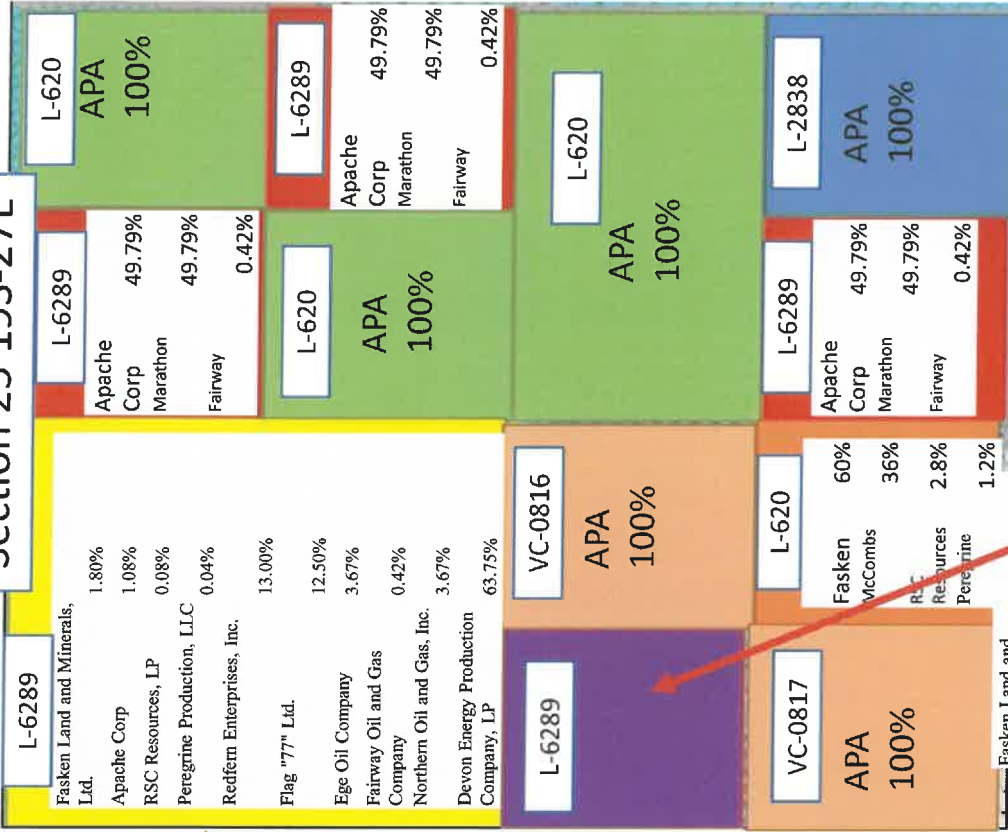 Section 25-19S-27E
L-6289
Fasken Land and Minerals,
Ltd. 1.80%
Apache Corp 1.08%
RSC Resources, LP 0.08%
Peregrine Production, LLC 0.04%
Redfern Enterprises, Inc.
13.00%
Flag "77" Ltd.
12.50%
Ege Oil Company 3.67%
Fairway Oil and Gas
Company 0.42%
Northern Oil and Gas, Inc.
3.67%
Devon Energy Production
Company, LP 63.75%
L-6289
Apache
Corp 49.79%
Marathon 49.79%
Fairway 0.42%
L-620
APA
100%
L-620
APA
100%
L-6289
Apache
Corp 49.79%
Marathon 49.79%
Fairway 0.42%
L-6289
VC-0816
APA
100%
L-620
APA
100%
VC-0817
APA
100%
L-620
Fasken 60%
McCombs 36%
RSC
Resources 2.8%
Peregrine 1.2%
L-6289
Apache
Corp 49.79%
Marathon 49.79%
Fairway 0.42%
L-2838
APA
100%
Fasken Land and